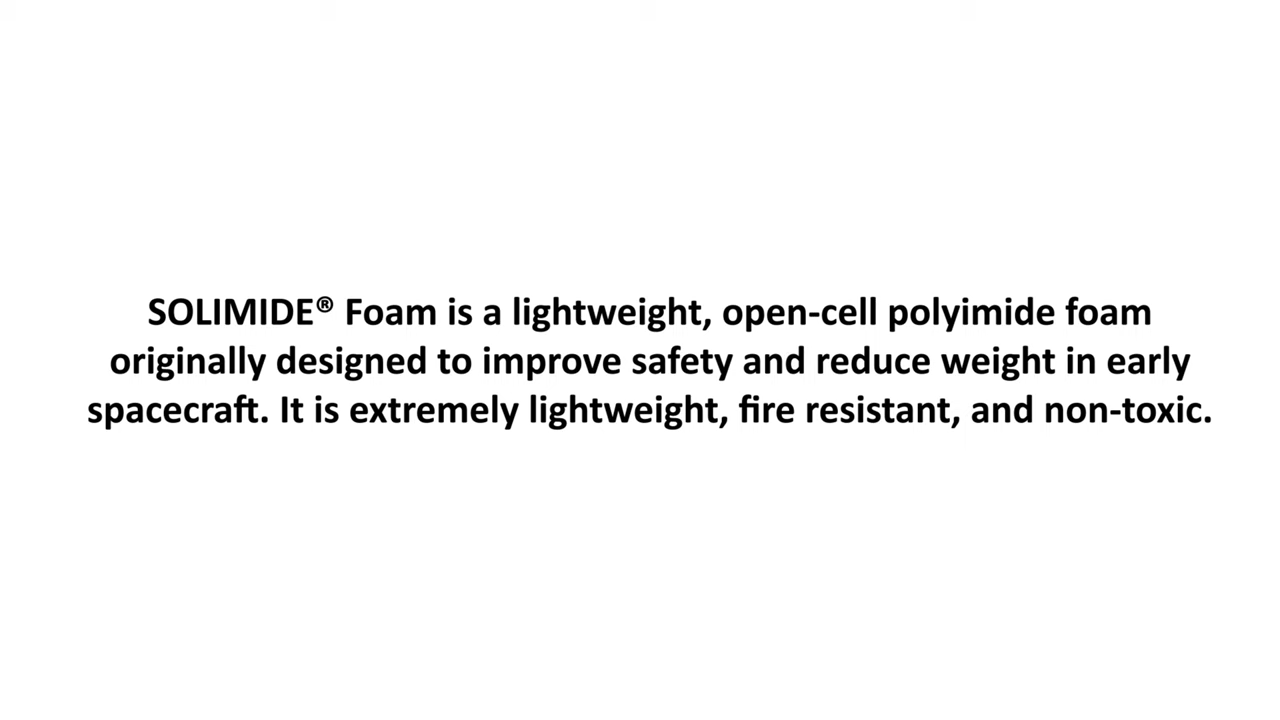 SOLIMIDE® Foam is a lightweight, open-cell polyimide foam
originally designed to improve safety and reduce weight in early
spacecraft. It is extremely lightweight, fire resistant, and non-toxic.